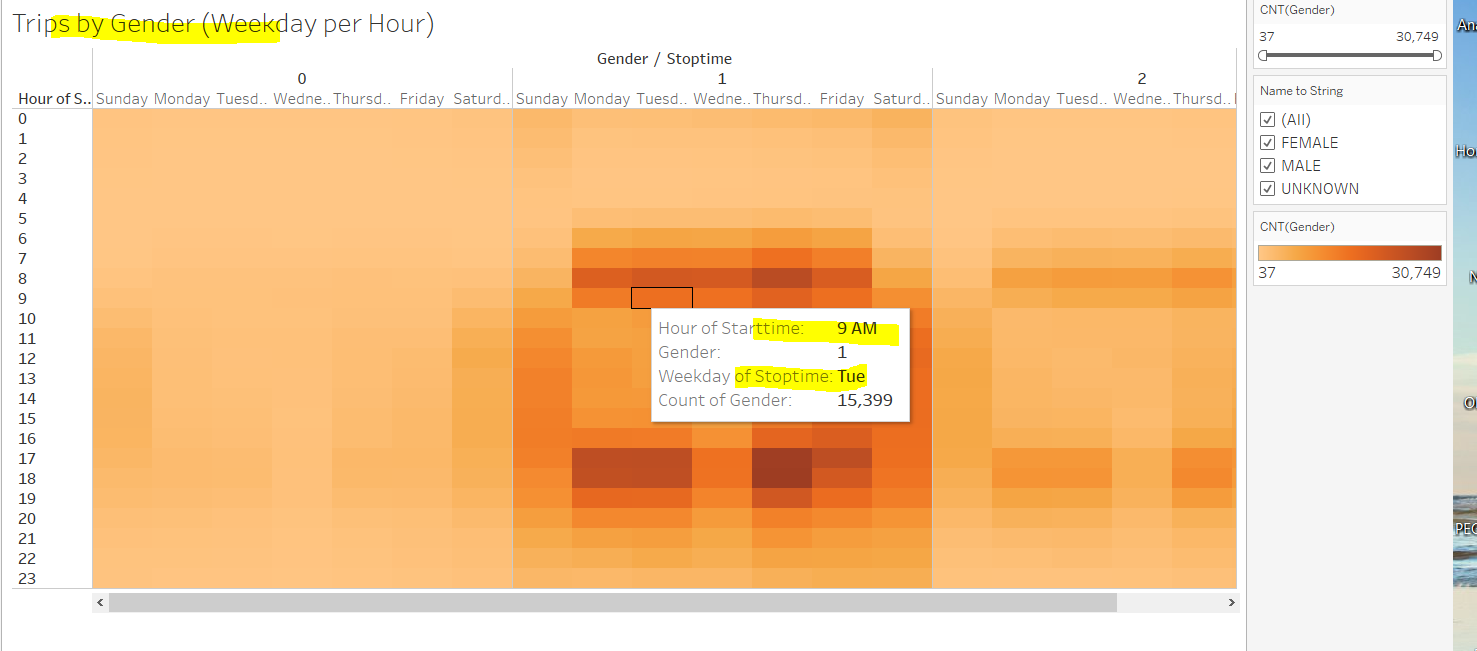 Trips by Gender (Weekday per Hour)
Gender / Stoptime
0 1 2
Hour of S.. Sunday Monday Tuesd.. Wedne.. Thursd.. Friday Saturd.. Sunday Monday Tuesd.. Wedne.. Thursd.. Friday Saturd.. Sunday Monday Tuesd.. Wedne.. Thursd..
0
1
2
3
4
5
6
7
8
9
10
11
12
13
14
15
16
17
18
19
20
21
22
23
Hour of Starttime: 9 AM
Gender: 1
Weekday of Stoptime: Tue
Count of Gender: 15,399
CNT(Gender)
37 30,749
Name to String
(All)
FEMALE
MALE
UNKNOWN
CNT(Gender)
37 30,749